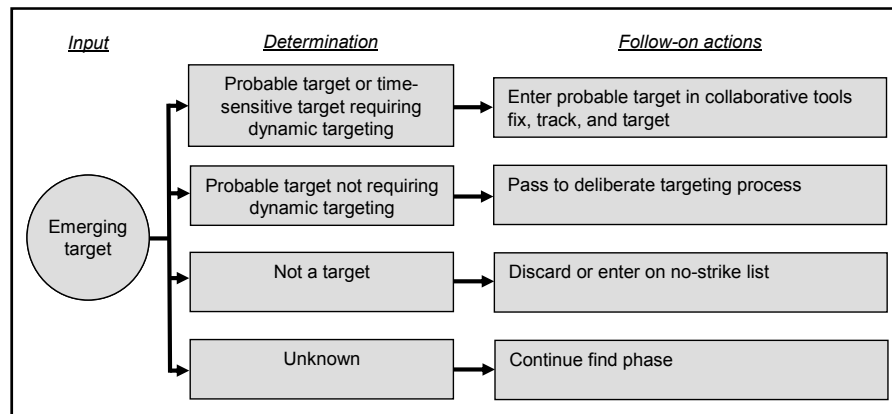 Input
Determination
Follow-on actions
Probable target or time-
sensitive target requiring
dynamic targeting
Enter probable target in collaborative tools
fix, track, and target
Probable target not requiring
dynamic targeting
Pass to deliberate targeting process
Emerging
target
Not a target
Discard or enter on no-strike list
Unknown
Continue find phase